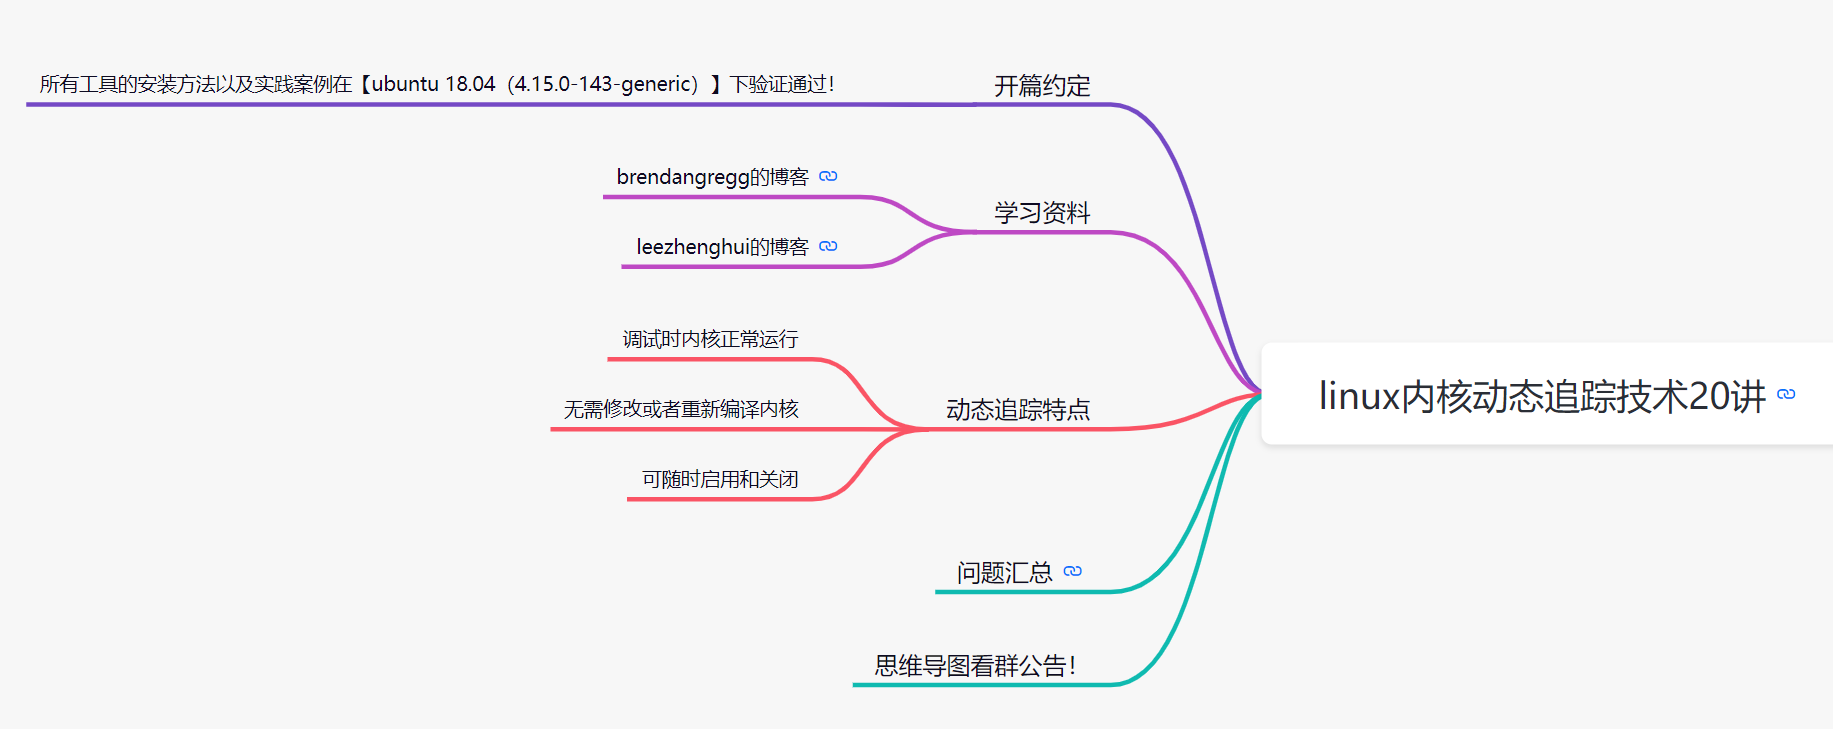 所有工具的安装方法以及实践案例在【ubuntu 18.04（4.15.0-143-generic）】下验证通过！
开篇约定
brendangregg的博客
学习资料
leezhenghui的博客
调试时内核正常运行
linux内核动态追踪技术20讲
无需修改或者重新编译内核
动态追踪特点
可随时启用和关闭
问题汇总
思维导图看群公告！